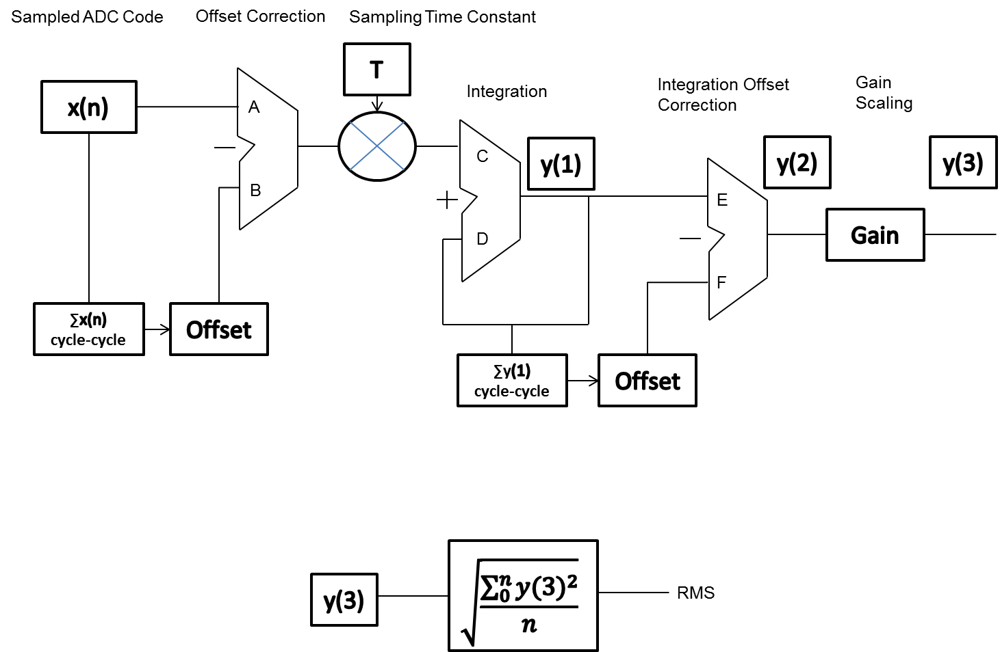 Sampled ADC Code
Offset Correction
Sampling Time Constant
T
x(n)
A
—
B
∑x(n)
cycle-cycle
Offset
Integration
C
+
D
y(1)
∑y(1)
cycle-cycle
Offset
Integration Offset
Correction
E
—
F
y(2)
Gain
Scaling
Gain
y(3)
y(3)
√(∑₀ⁿ y(3)² / n)
RMS